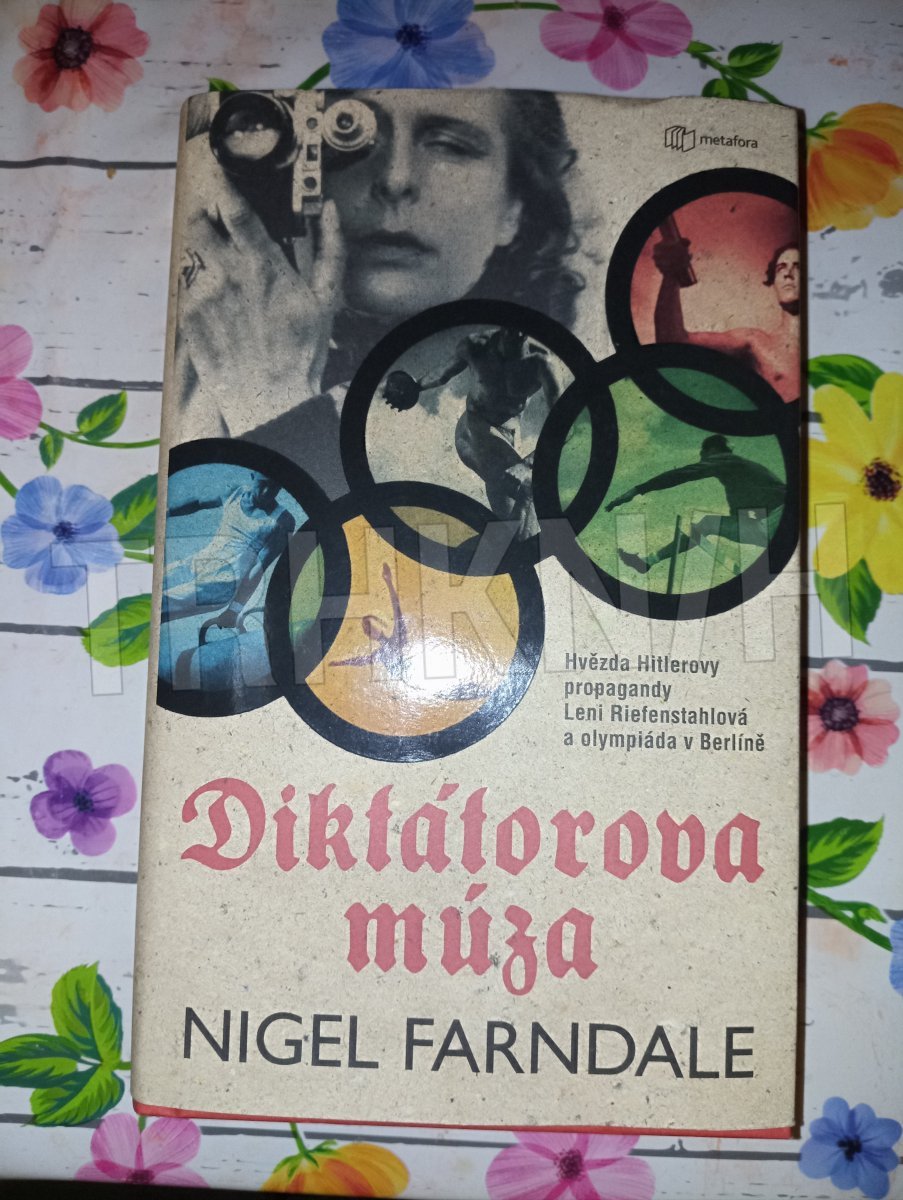 metafora
Hvězda Hitlerovy
propagandy
Leni Riefenstahlová
a olympiáda v Berlíně
Diktátorova
múza
NIGEL FARNDALE